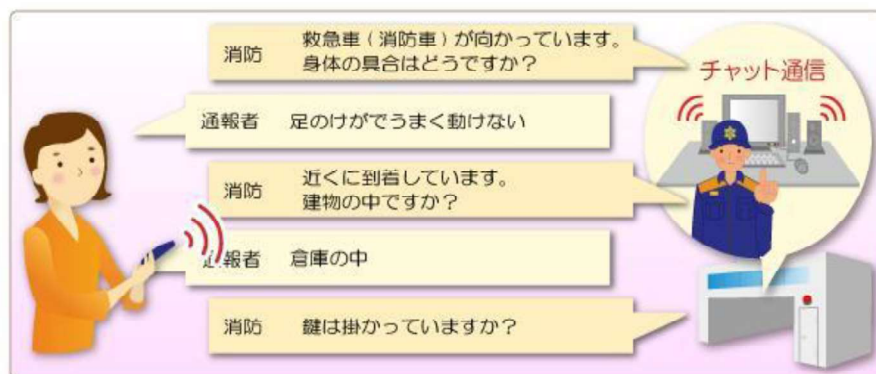 消防 救急車(消防車)が向かっています。
身体の具合はどうですか?
チャット通信
通報者 足のけがでうまく動けない
消防 近くに到着しています。
建物の中ですか?
通報者 倉庫の中
消防 鍵は掛かっていますか?